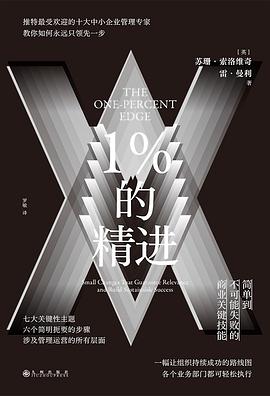 推特最受欢迎的十大中小企业管理专家
教你如何永远只领先一步
[英]
苏珊·索洛维奇
雷·曼利
著
THE
ONE-PERCENT
EDGE
1%
的
精进
罗敏 译
Small Changes That Guarantee Relevance
and Build Sustainable Success
简单到
不可能失败的
商业关键技能
七大关键性主题
六个简明扼要的步骤
涉及管理运营的所有层面
一幅让组织持续成功的路线图
各个业务部门都可轻松执行